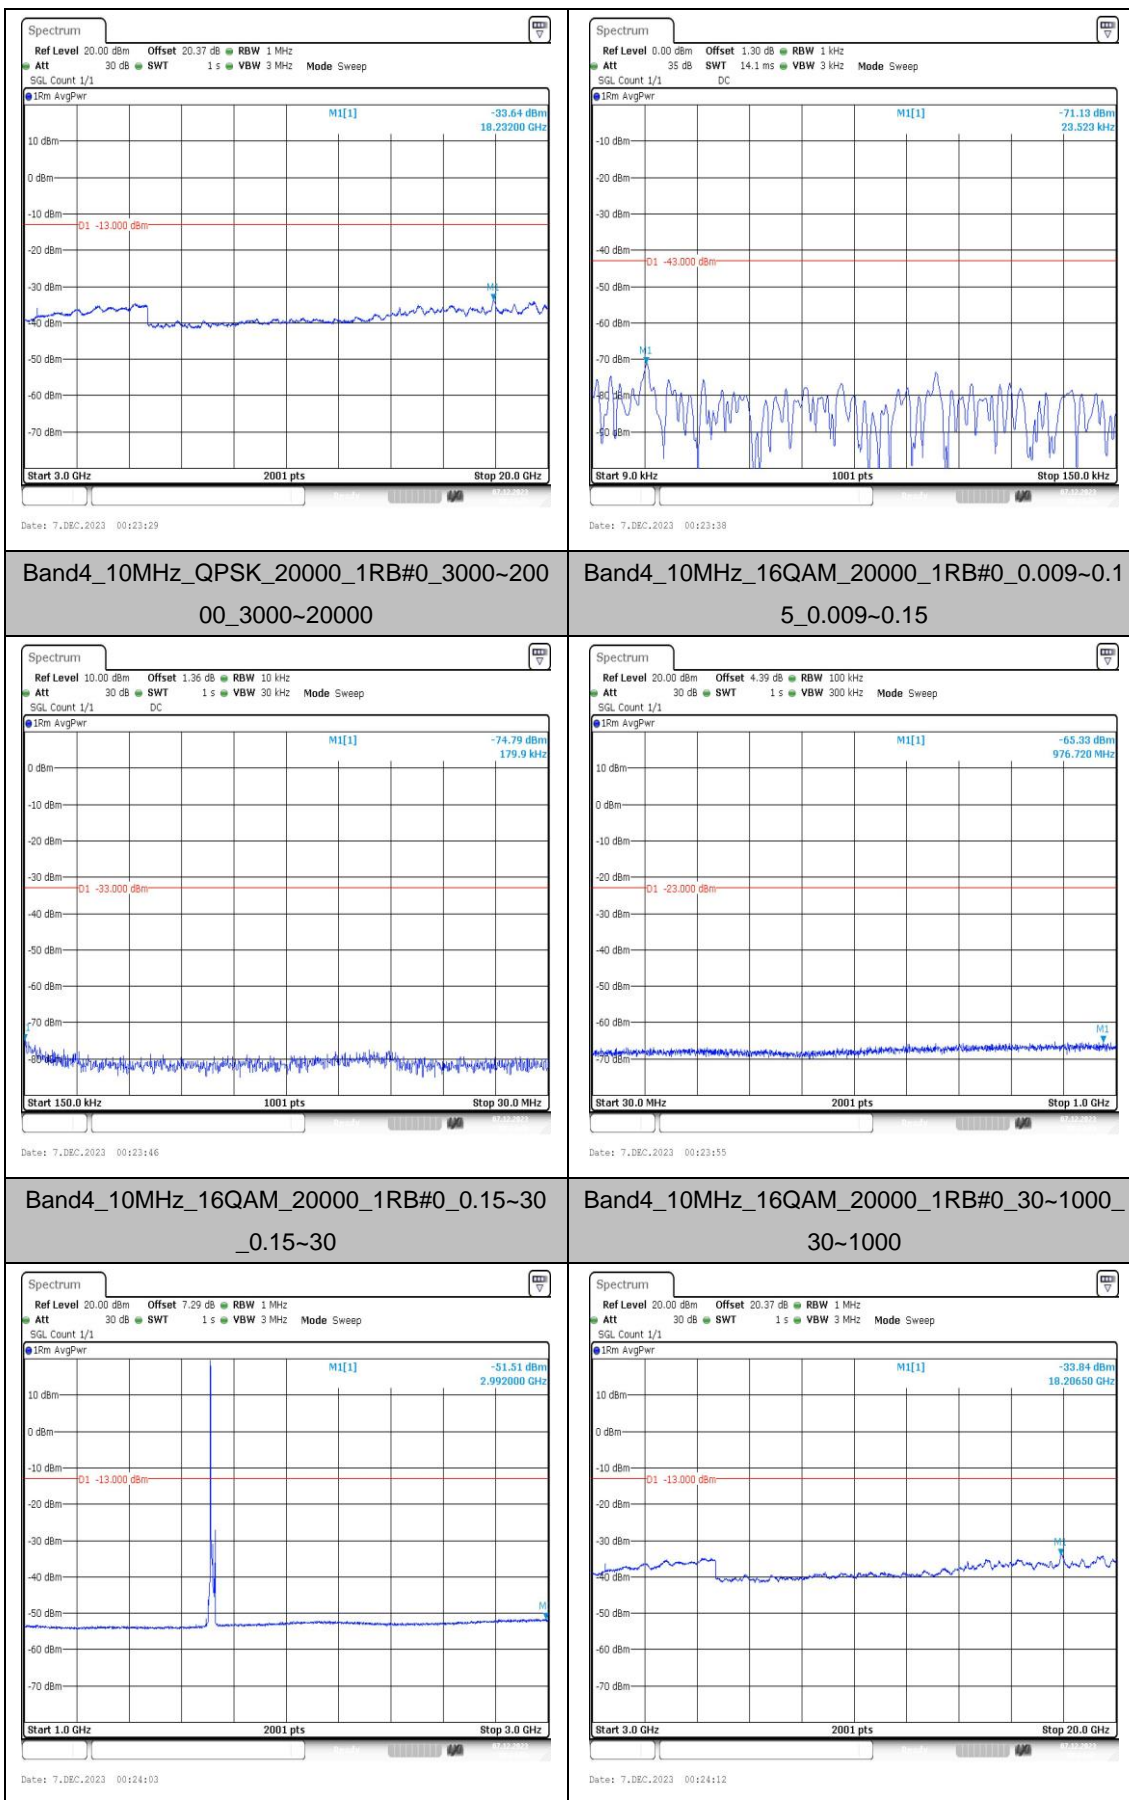 Spectrum
Ref Level 20.00 dBm Offset 20.37 dB RBW 1 MHz
Att 30 dB SWT 1 s VBW 3 MHz Mode Sweep
SGL Count 1/1
1Rm AvgPwr
M1[1] -33.64 dBm
18.23200 GHz
10 dBm
0 dBm
-10 dBm
D1 -13.000 dBm
-20 dBm
-30 dBm
M1
-40 dBm
-50 dBm
-60 dBm
-70 dBm
Start 3.0 GHz 2001 pts Stop 20.0 GHz
Date: 7.DEC.2023 00:23:29
Spectrum
Ref Level 0.00 dBm Offset 1.30 dB RBW 1 kHz
Att 35 dB SWT 14.1 ms VBW 3 kHz Mode Sweep
SGL Count 1/1 DC
1Rm AvgPwr
M1[1] -71.13 dBm
23.523 kHz
-10 dBm
-20 dBm
-30 dBm
-40 dBm
D1 -43.000 dBm
-50 dBm
-60 dBm
M1
-70 dBm
-80 dBm
-90 dBm
Start 9.0 kHz 1001 pts Stop 150.0 kHz
Date: 7.DEC.2023 00:23:38
Band4_10MHz_QPSK_20000_1RB#0_3000~200
00_3000~20000
Band4_10MHz_16QAM_20000_1RB#0_0.009~0.1
5_0.009~0.15
Spectrum
Ref Level 10.00 dBm Offset 1.36 dB RBW 10 kHz
Att 30 dB SWT 1 s VBW 30 kHz Mode Sweep
SGL Count 1/1 DC
1Rm AvgPwr
M1[1] -74.79 dBm
179.9 kHz
0 dBm
-10 dBm
-20 dBm
-30 dBm
D1 -33.000 dBm
-40 dBm
-50 dBm
-60 dBm
-70 dBm
-80 dBm
Start 150.0 kHz 1001 pts Stop 30.0 MHz
Date: 7.DEC.2023 00:23:46
Spectrum
Ref Level 20.00 dBm Offset 4.39 dB RBW 100 kHz
Att 30 dB SWT 1 s VBW 300 kHz Mode Sweep
SGL Count 1/1
1Rm AvgPwr
M1[1] -65.33 dBm
976.720 MHz
10 dBm
0 dBm
-10 dBm
-20 dBm
D1 -23.000 dBm
-30 dBm
-40 dBm
-50 dBm
-60 dBm
M1
-70 dBm
Start 30.0 MHz 2001 pts Stop 1.0 GHz
Date: 7.DEC.2023 00:23:55
Band4_10MHz_16QAM_20000_1RB#0_0.15~30
_0.15~30
Band4_10MHz_16QAM_20000_1RB#0_30~1000_
30~1000
Spectrum
Ref Level 20.00 dBm Offset 7.29 dB RBW 1 MHz
Att 30 dB SWT 1 s VBW 3 MHz Mode Sweep
SGL Count 1/1
1Rm AvgPwr
M1[1] -51.51 dBm
2.992000 GHz
10 dBm
0 dBm
-10 dBm
D1 -13.000 dBm
-20 dBm
-30 dBm
-40 dBm
-50 dBm
-60 dBm
-70 dBm
Start 1.0 GHz 2001 pts Stop 3.0 GHz
Date: 7.DEC.2023 00:24:03
Spectrum
Ref Level 20.00 dBm Offset 20.37 dB RBW 1 MHz
Att 30 dB SWT 1 s VBW 3 MHz Mode Sweep
SGL Count 1/1
1Rm AvgPwr
M1[1] -33.84 dBm
18.20650 GHz
10 dBm
0 dBm
-10 dBm
D1 -13.000 dBm
-20 dBm
-30 dBm
M1
-40 dBm
-50 dBm
-60 dBm
-70 dBm
Start 3.0 GHz 2001 pts Stop 20.0 GHz
Date: 7.DEC.2023 00:24:12